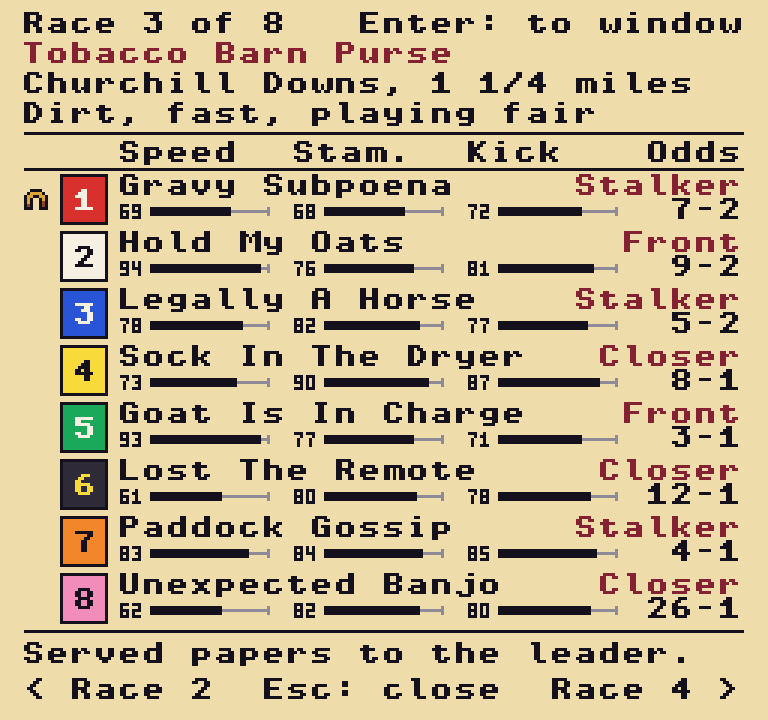 Race 3 of 8 Enter: to window
Tobacco Barn Purse
Churchill Downs, 1 1/4 miles
Dirt, fast, playing fair
Speed Stam. Kick Odds
1 Gravy Subpoena Stalker
69 68 72 7-2
2 Hold My Oats Front
94 76 81 9-2
3 Legally A Horse Stalker
78 82 77 5-2
4 Sock In The Dryer Closer
73 90 87 8-1
5 Goat Is In Charge Front
93 77 71 3-1
6 Lost The Remote Closer
61 80 78 12-1
7 Paddock Gossip Stalker
83 84 85 4-1
8 Unexpected Banjo Closer
62 82 80 26-1
Served papers to the leader.
< Race 2 Esc: close Race 4 >